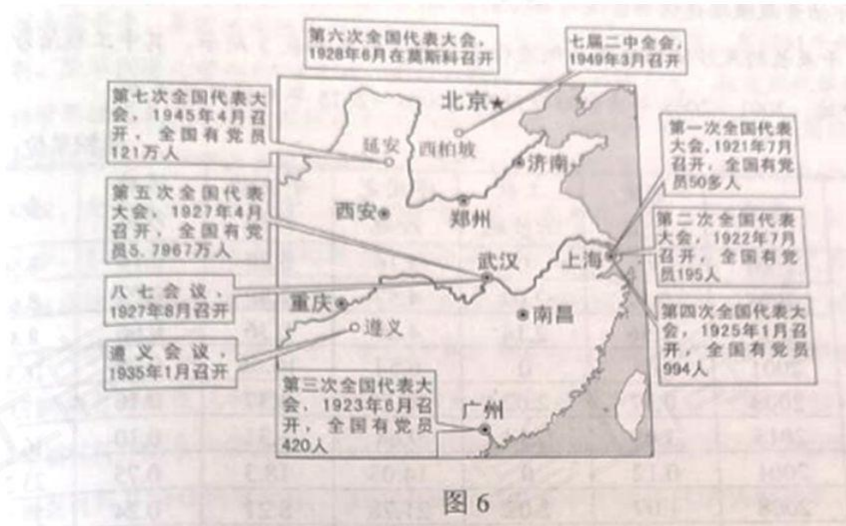 第六次全国代表大会，
1928年6月在莫斯科召开
七届二中全会，
1949年3月召开
第七次全国代表大
会，1945年4月召
开，全国有党员
121万人
北京
延安
西柏坡
济南
第一次全国代表
大会，1921年7月
召开，全国有党
员50多人
第五次全国代表
大会，1927年4月
召开，全国有党
员5.7967万人
西安
郑州
第二次全国代表
大会，1922年7月
召开，全国有党
员195人
武汉
上海
八七会议，
1927年8月召开
重庆
南昌
第四次全国代表大
会，1925年1月召
开，全国有党员
994人
遵义
遵义会议，
1935年1月召开
第三次全国代表大
会，1923年6月召
开，全国有党员
420人
广州
图6